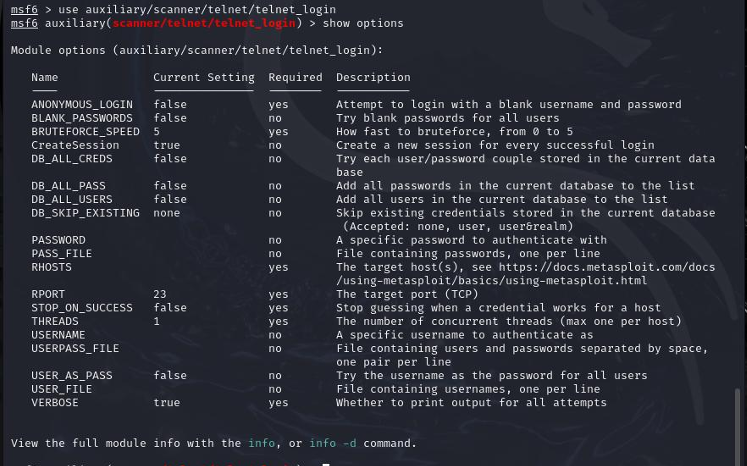 msf6 > use auxiliary/scanner/telnet/telnet_login
msf6 auxiliary(scanner/telnet/telnet_login) > show options
Module options (auxiliary/scanner/telnet/telnet_login):
Name Current Setting Required Description
ANONYMOUS_LOGIN false yes Attempt to login with a blank username and password
BLANK_PASSWORDS false no Try blank passwords for all users
BRUTEFORCE_SPEED 5 yes How fast to bruteforce, from 0 to 5
CreateSession true no Create a new session for every successful login
DB_ALL_CREDS false no Try each user/password couple stored in the current data
base
DB_ALL_PASS false no Add all passwords in the current database to the list
DB_ALL_USERS false no Add all users in the current database to the list
DB_SKIP_EXISTING none no Skip existing credentials stored in the current database
(Accepted: none, user, user&realm)
PASSWORD no A specific password to authenticate with
PASS_FILE no File containing passwords, one per line
RHOSTS yes The target host(s), see https://docs.metasploit.com/docs
/using-metasploit/basics/using-metasploit.html
RPORT 23 yes The target port (TCP)
STOP_ON_SUCCESS false yes Stop guessing when a credential works for a host
THREADS 1 yes The number of concurrent threads (max one per host)
USERNAME no A specific username to authenticate as
USERPASS_FILE no File containing users and passwords separated by space,
one pair per line
USER_AS_PASS false no Try the username as the password for all users
USER_FILE no File containing usernames, one per line
VERBOSE true yes Whether to print output for all attempts
View the full module info with the info, or info -d command.